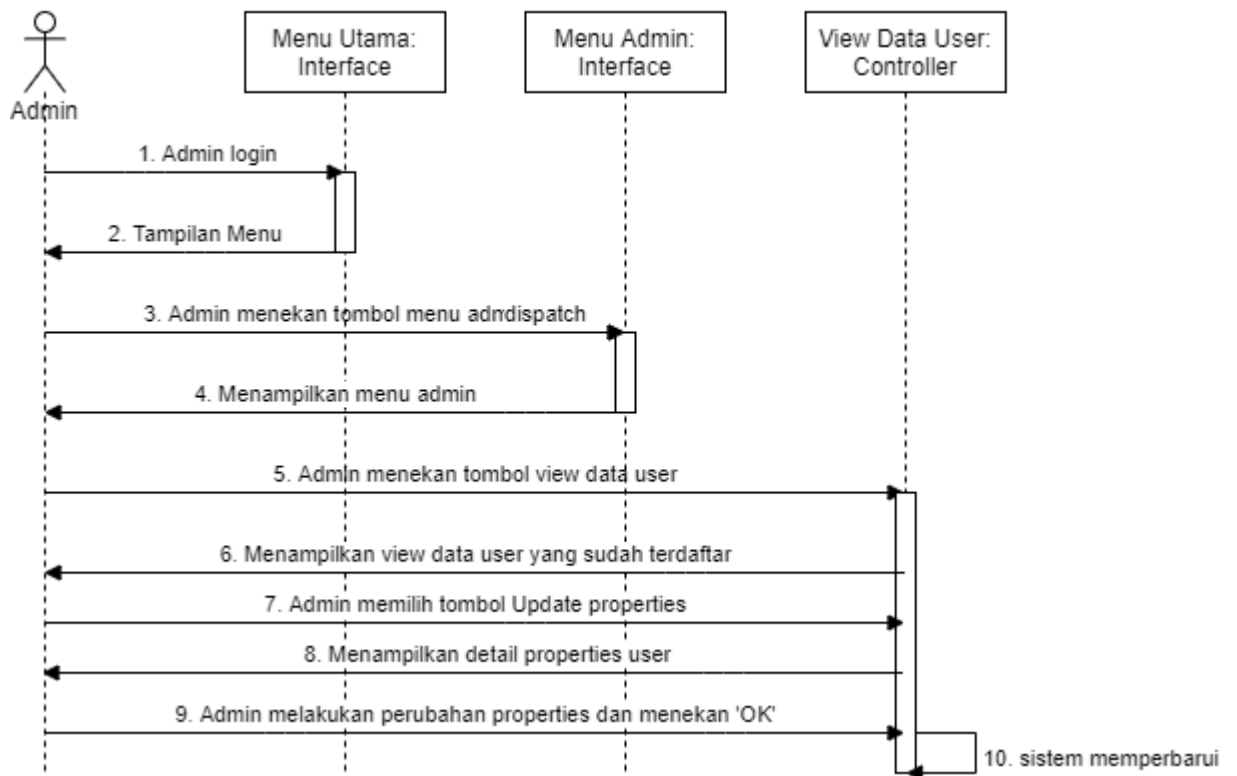 Menu Utama:
Interface
Menu Admin:
Interface
View Data User:
Controller
Admin
1. Admin login
2. Tampilan Menu
3. Admin menekan tombol menu admdispatch
4. Menampilkan menu admin
5. Admin menekan tombol view data user
6. Menampilkan view data user yang sudah terdaftar
7. Admin memilih tombol Update properties
8. Menampilkan detail properties user
9. Admin melakukan perubahan properties dan menekan 'OK'
10. sistem memperbarui